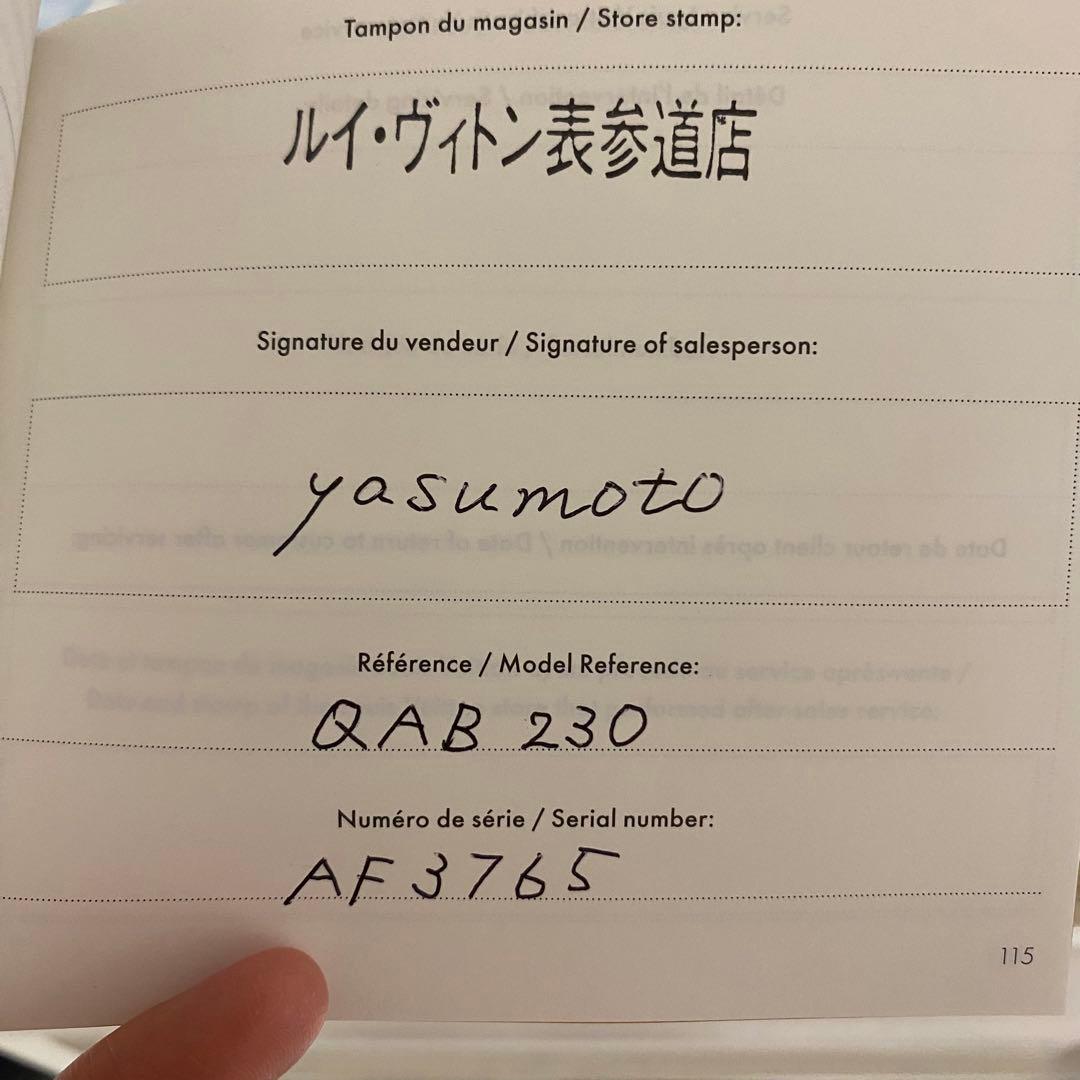 Tampon du magasin / Store stamp:
ルイ・ヴィトン表参道店
Signature du vendeur / Signature of salesperson:
yasumoto
Référence / Model Reference:
QAB 230
Numéro de série / Serial number:
AF3765
115